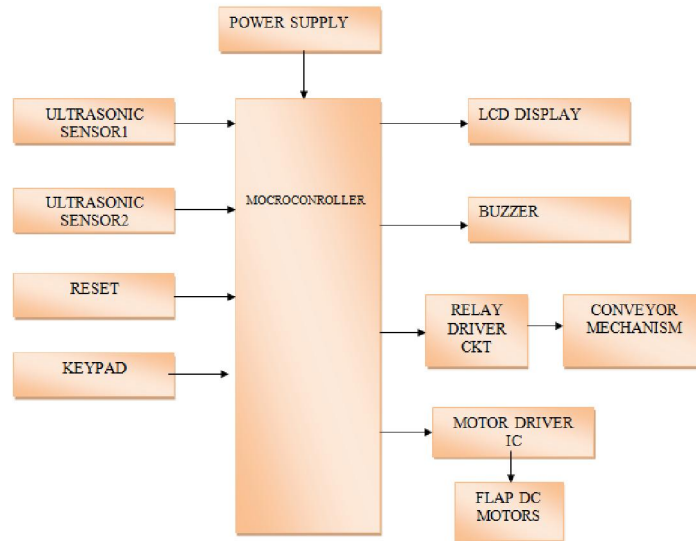 POWER SUPPLY
ULTRASONIC
SENSOR1
LCD DISPLAY
ULTRASONIC
SENSOR2
MOCROCONROLLER
BUZZER
RESET
RELAY
DRIVER
CKT
CONVEYOR
MECHANISM
KEYPAD
MOTOR DRIVER
IC
FLAP DC
MOTORS